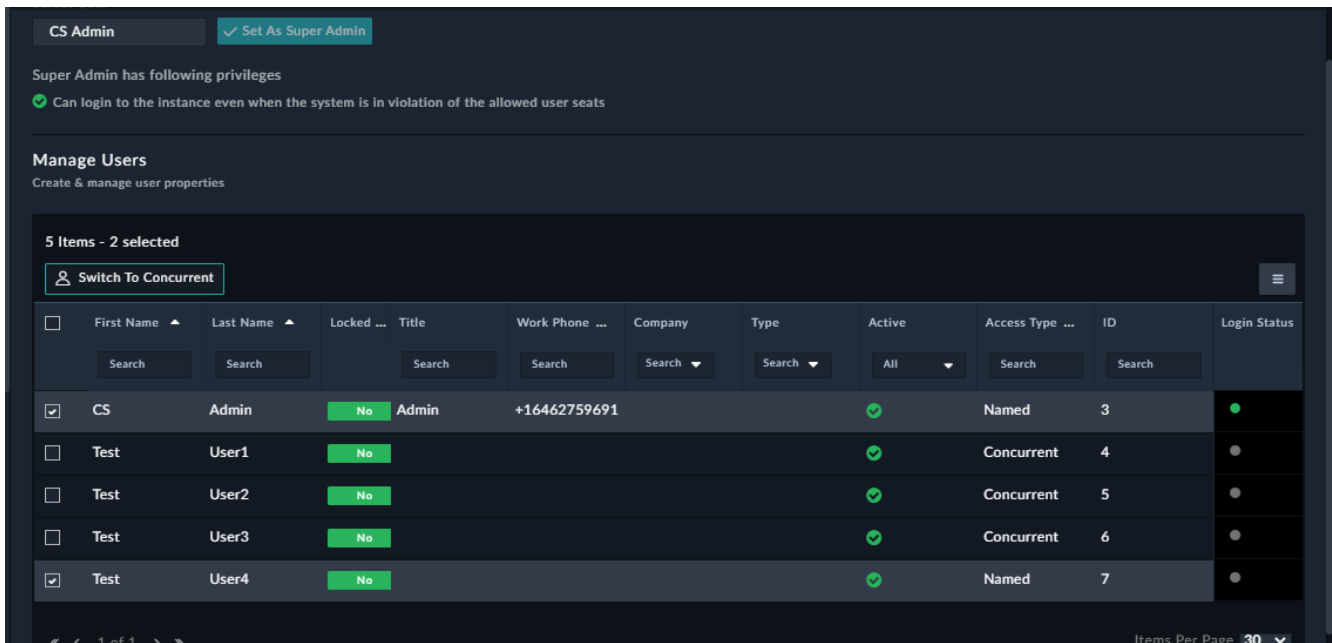 CS Admin Set As Super Admin
Super Admin has following privileges
Can login to the instance even when the system is in violation of the allowed user seats
Manage Users
Create & manage user properties
5 Items - 2 selected
Switch To Concurrent
First Name Last Name Locked ... Title Work Phone ... Company Type Active Access Type ... ID Login Status
Search Search Search Search Search Search All Search Search
CS Admin No Admin +16462759691 Named 3
Test User1 No Concurrent 4
Test User2 No Concurrent 5
Test User3 No Concurrent 6
Test User4 No Named 7
1 of 1 Items Per Page 30